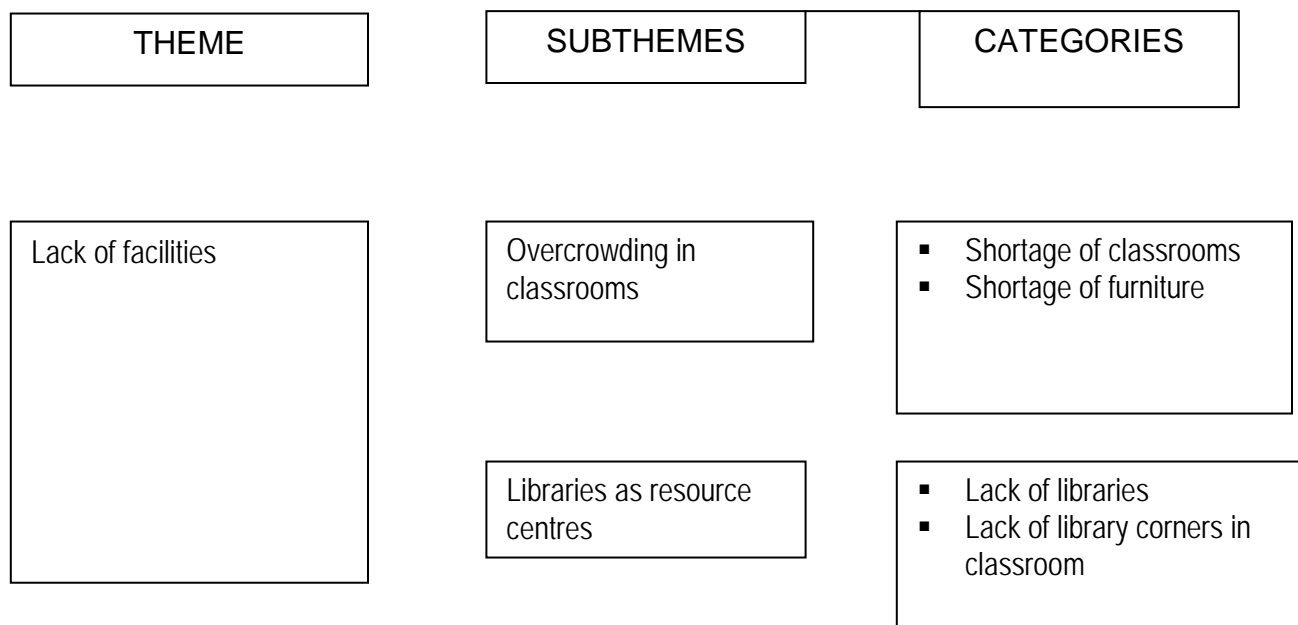 THEME
SUBTHEMES
CATEGORIES
Lack of facilities
Overcrowding in
classrooms
▪ Shortage of classrooms
▪ Shortage of furniture
Libraries as resource
centres
▪ Lack of libraries
▪ Lack of library corners in
classroom